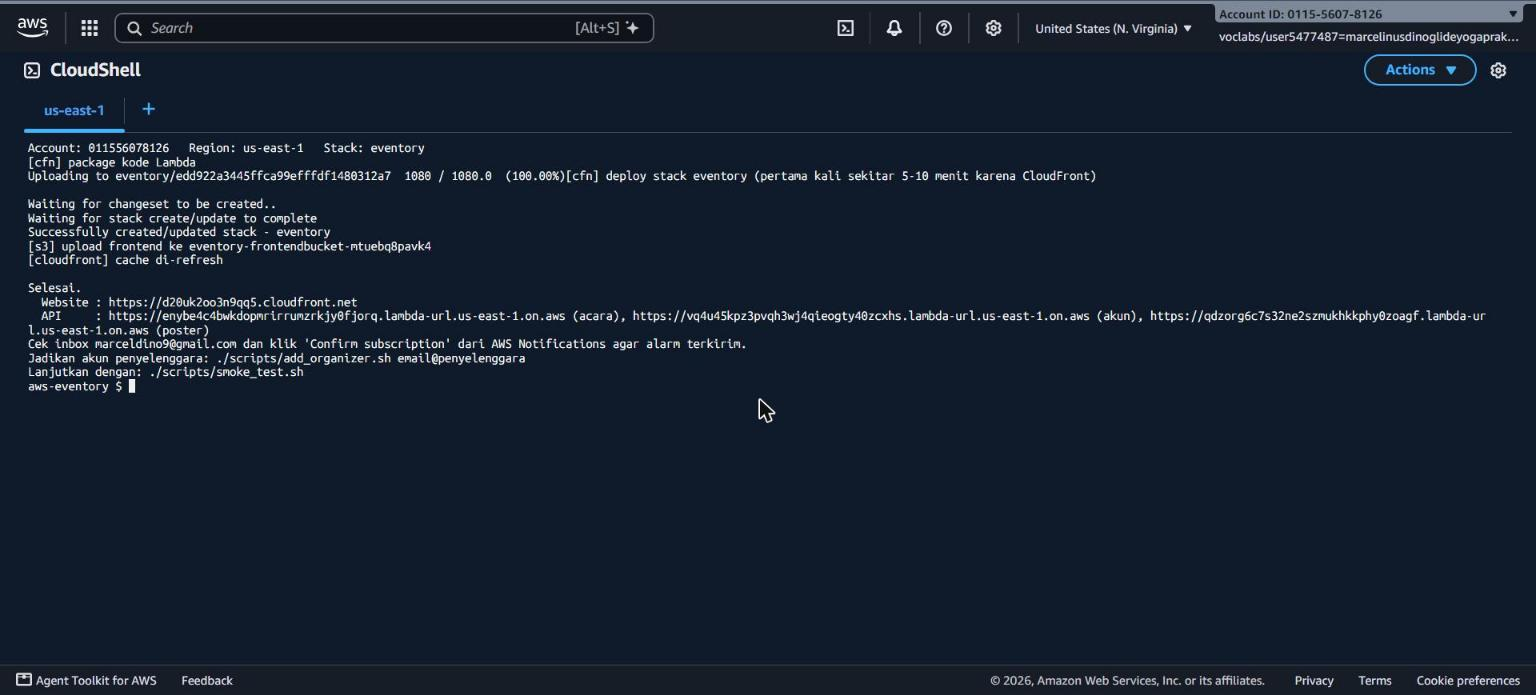 aws
Search [Alt+S]
United States (N. Virginia) ▼
Account ID: 0115-5607-8126
voclabs/user5477487=marcelinusdinoglideyogaprak...
CloudShell
Actions ▼
us-east-1 +
Account: 011556078126 Region: us-east-1 Stack: eventory
[cfn] package kode Lambda
Uploading to eventory/edd922a3445ffca99efffdf1480312a7 1080 / 1080.0 (100.00%)[cfn] deploy stack eventory (pertama kali sekitar 5-10 menit karena CloudFront)
Waiting for changeset to be created..
Waiting for stack create/update to complete
Successfully created/updated stack - eventory
[s3] upload frontend ke eventory-frontendbucket-mtuebq8pavk4
[cloudfront] cache di-refresh
Selesai.
Website : https://d20uk2oo3n9qq5.cloudfront.net
API : https://enybe4c4bwkdopmrirrumzrkjy0fjorq.lambda-url.us-east-1.on.aws (acara), https://vq4u45kpz3pvqh3wj4qieogty40zcxhs.lambda-url.us-east-1.on.aws (akun), https://qdzorg6c7s32ne2szmukhkkphy0zoagf.lambda-ur
l.us-east-1.on.aws (poster)
Cek inbox marceldino9@gmail.com dan klik 'Confirm subscription' dari AWS Notifications agar alarm terkirim.
Jadikan akun penyelenggara: ./scripts/add_organizer.sh email@penyelenggara
Lanjutkan dengan: ./scripts/smoke_test.sh
aws-eventory $
Agent Toolkit for AWS Feedback © 2026, Amazon Web Services, Inc. or its affiliates. Privacy Terms Cookie preferences